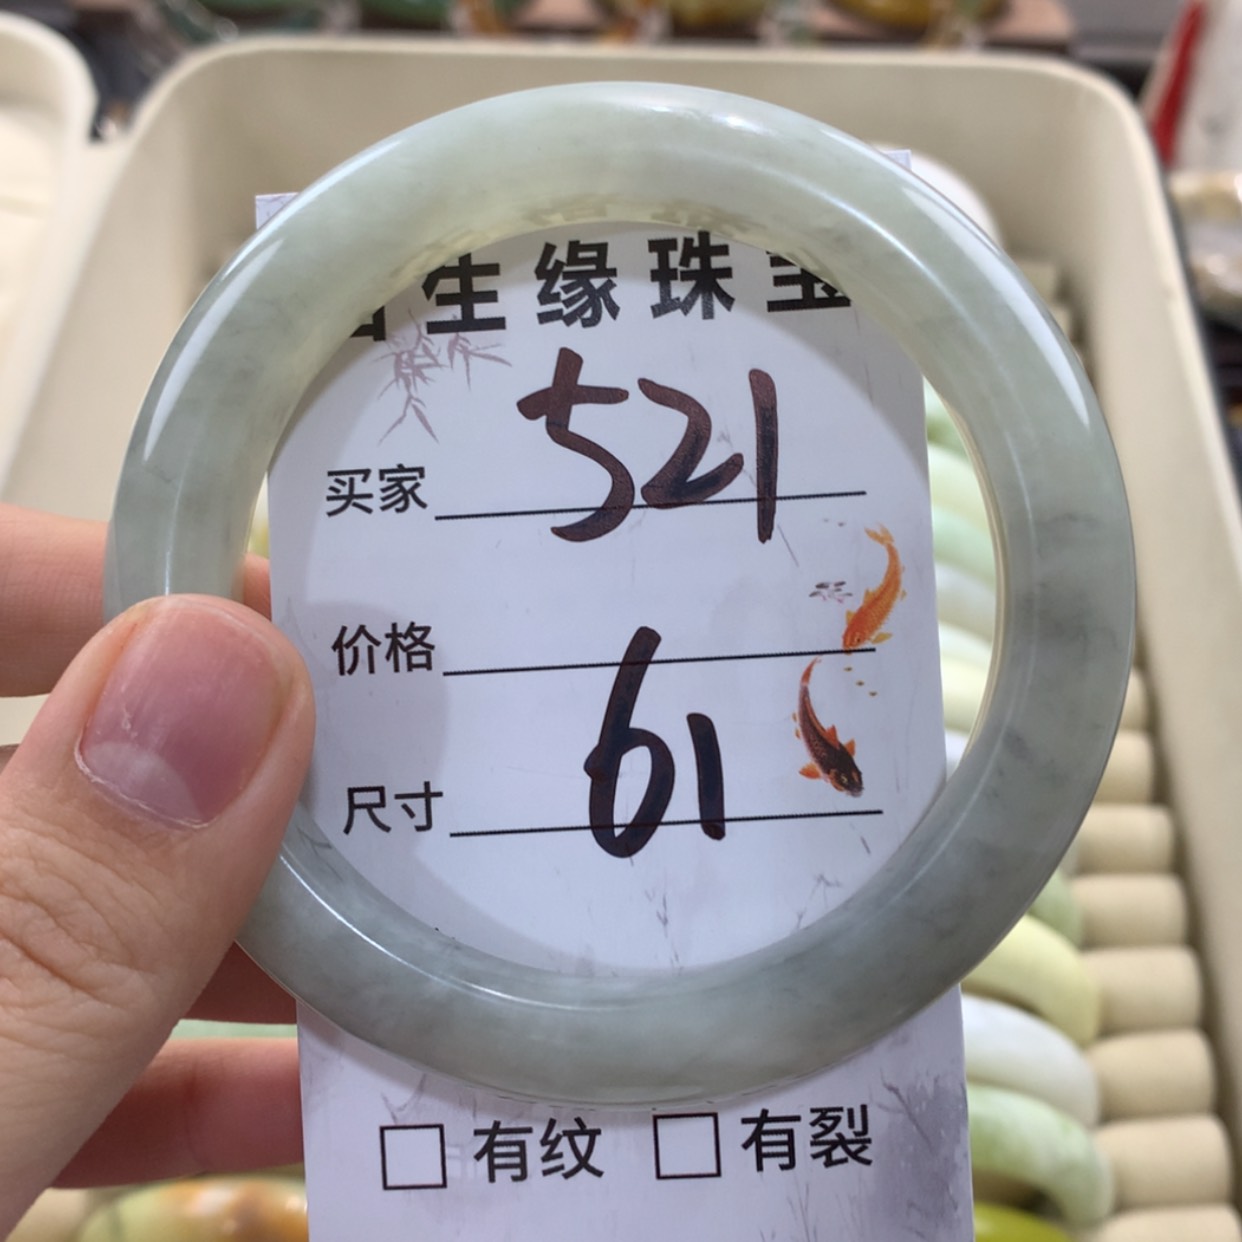 生缘珠宝
买家 521
价格
尺寸 61
有纹 有裂